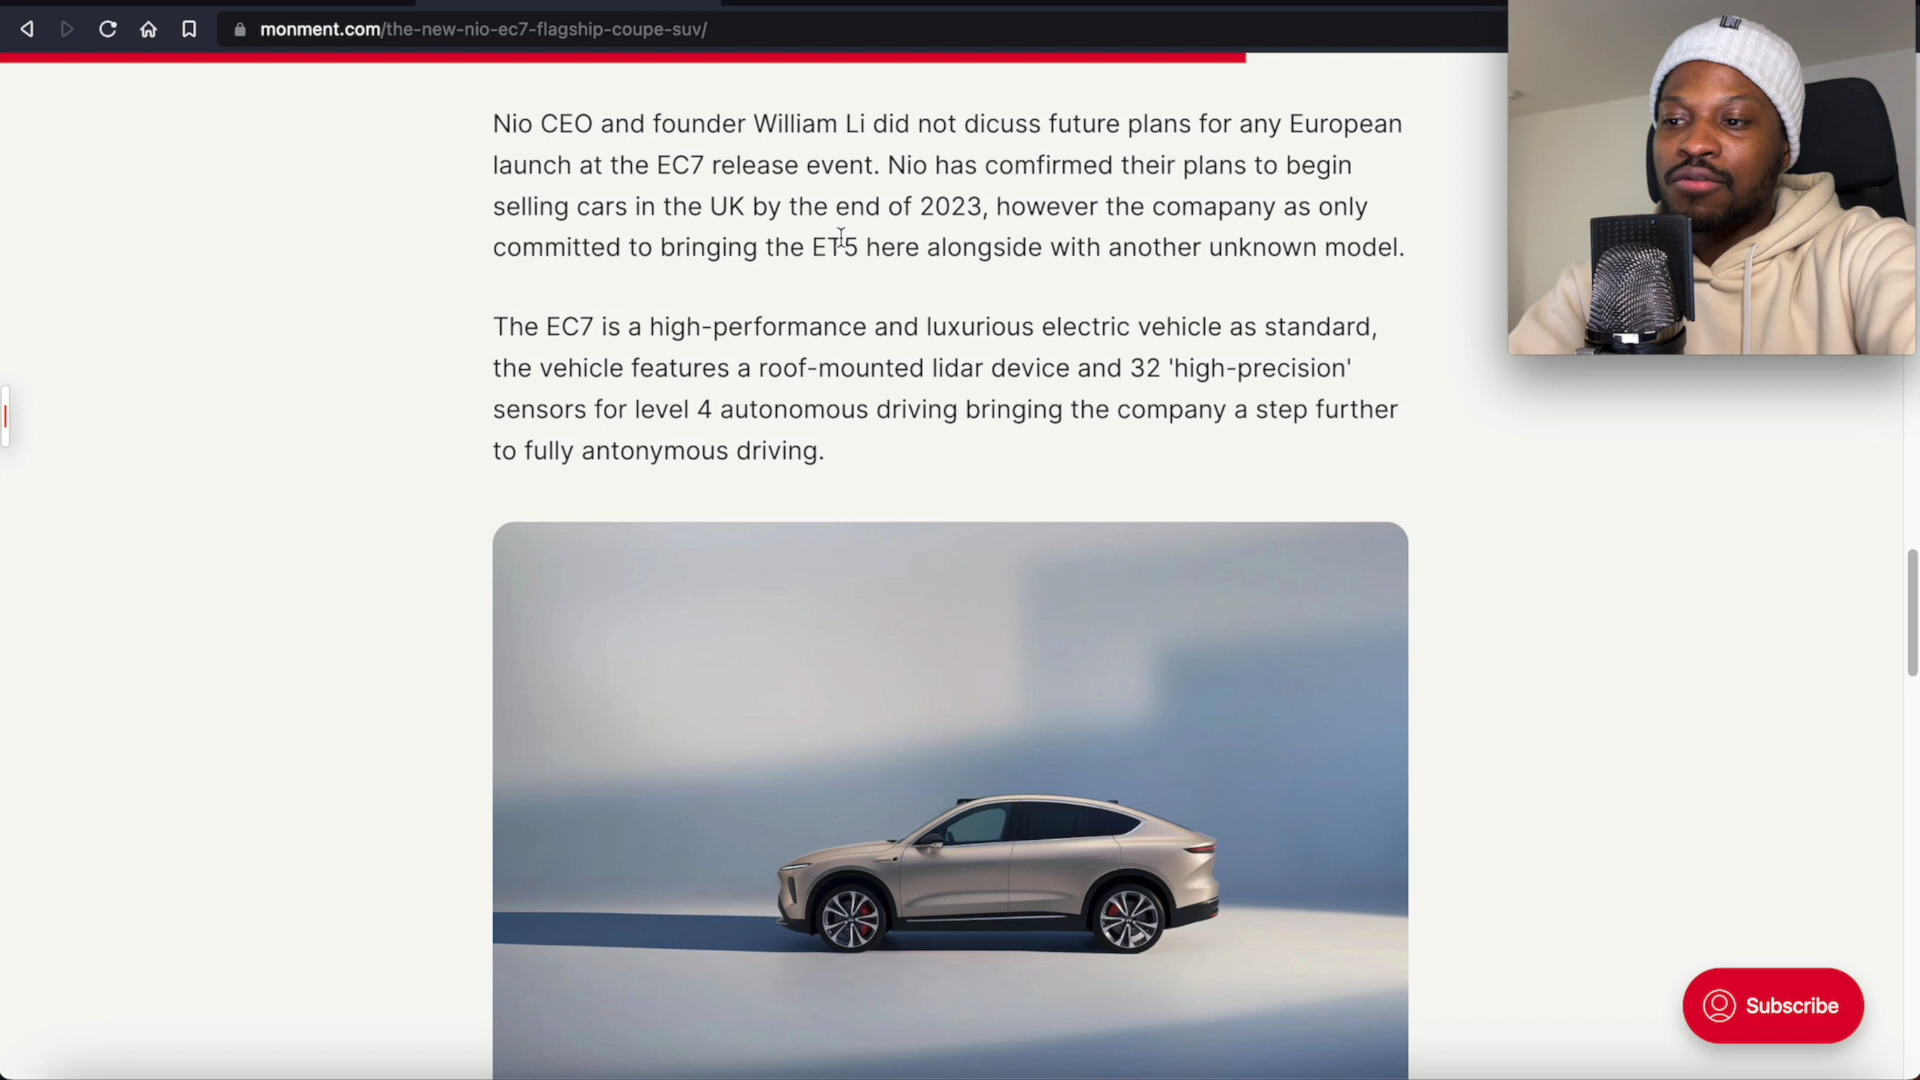 monment.com/the-new-nio-ec7-flagship-coupe-suv/
Nio CEO and founder William Li did not dicuss future plans for any European
launch at the EC7 release event. Nio has comfirmed their plans to begin
selling cars in the UK by the end of 2023, however the comapany as only
committed to bringing the ET5 here alongside with another unknown model.
The EC7 is a high-performance and luxurious electric vehicle as standard,
the vehicle features a roof-mounted lidar device and 32 'high-precision'
sensors for level 4 autonomous driving bringing the company a step further
to fully antonymous driving.
Subscribe